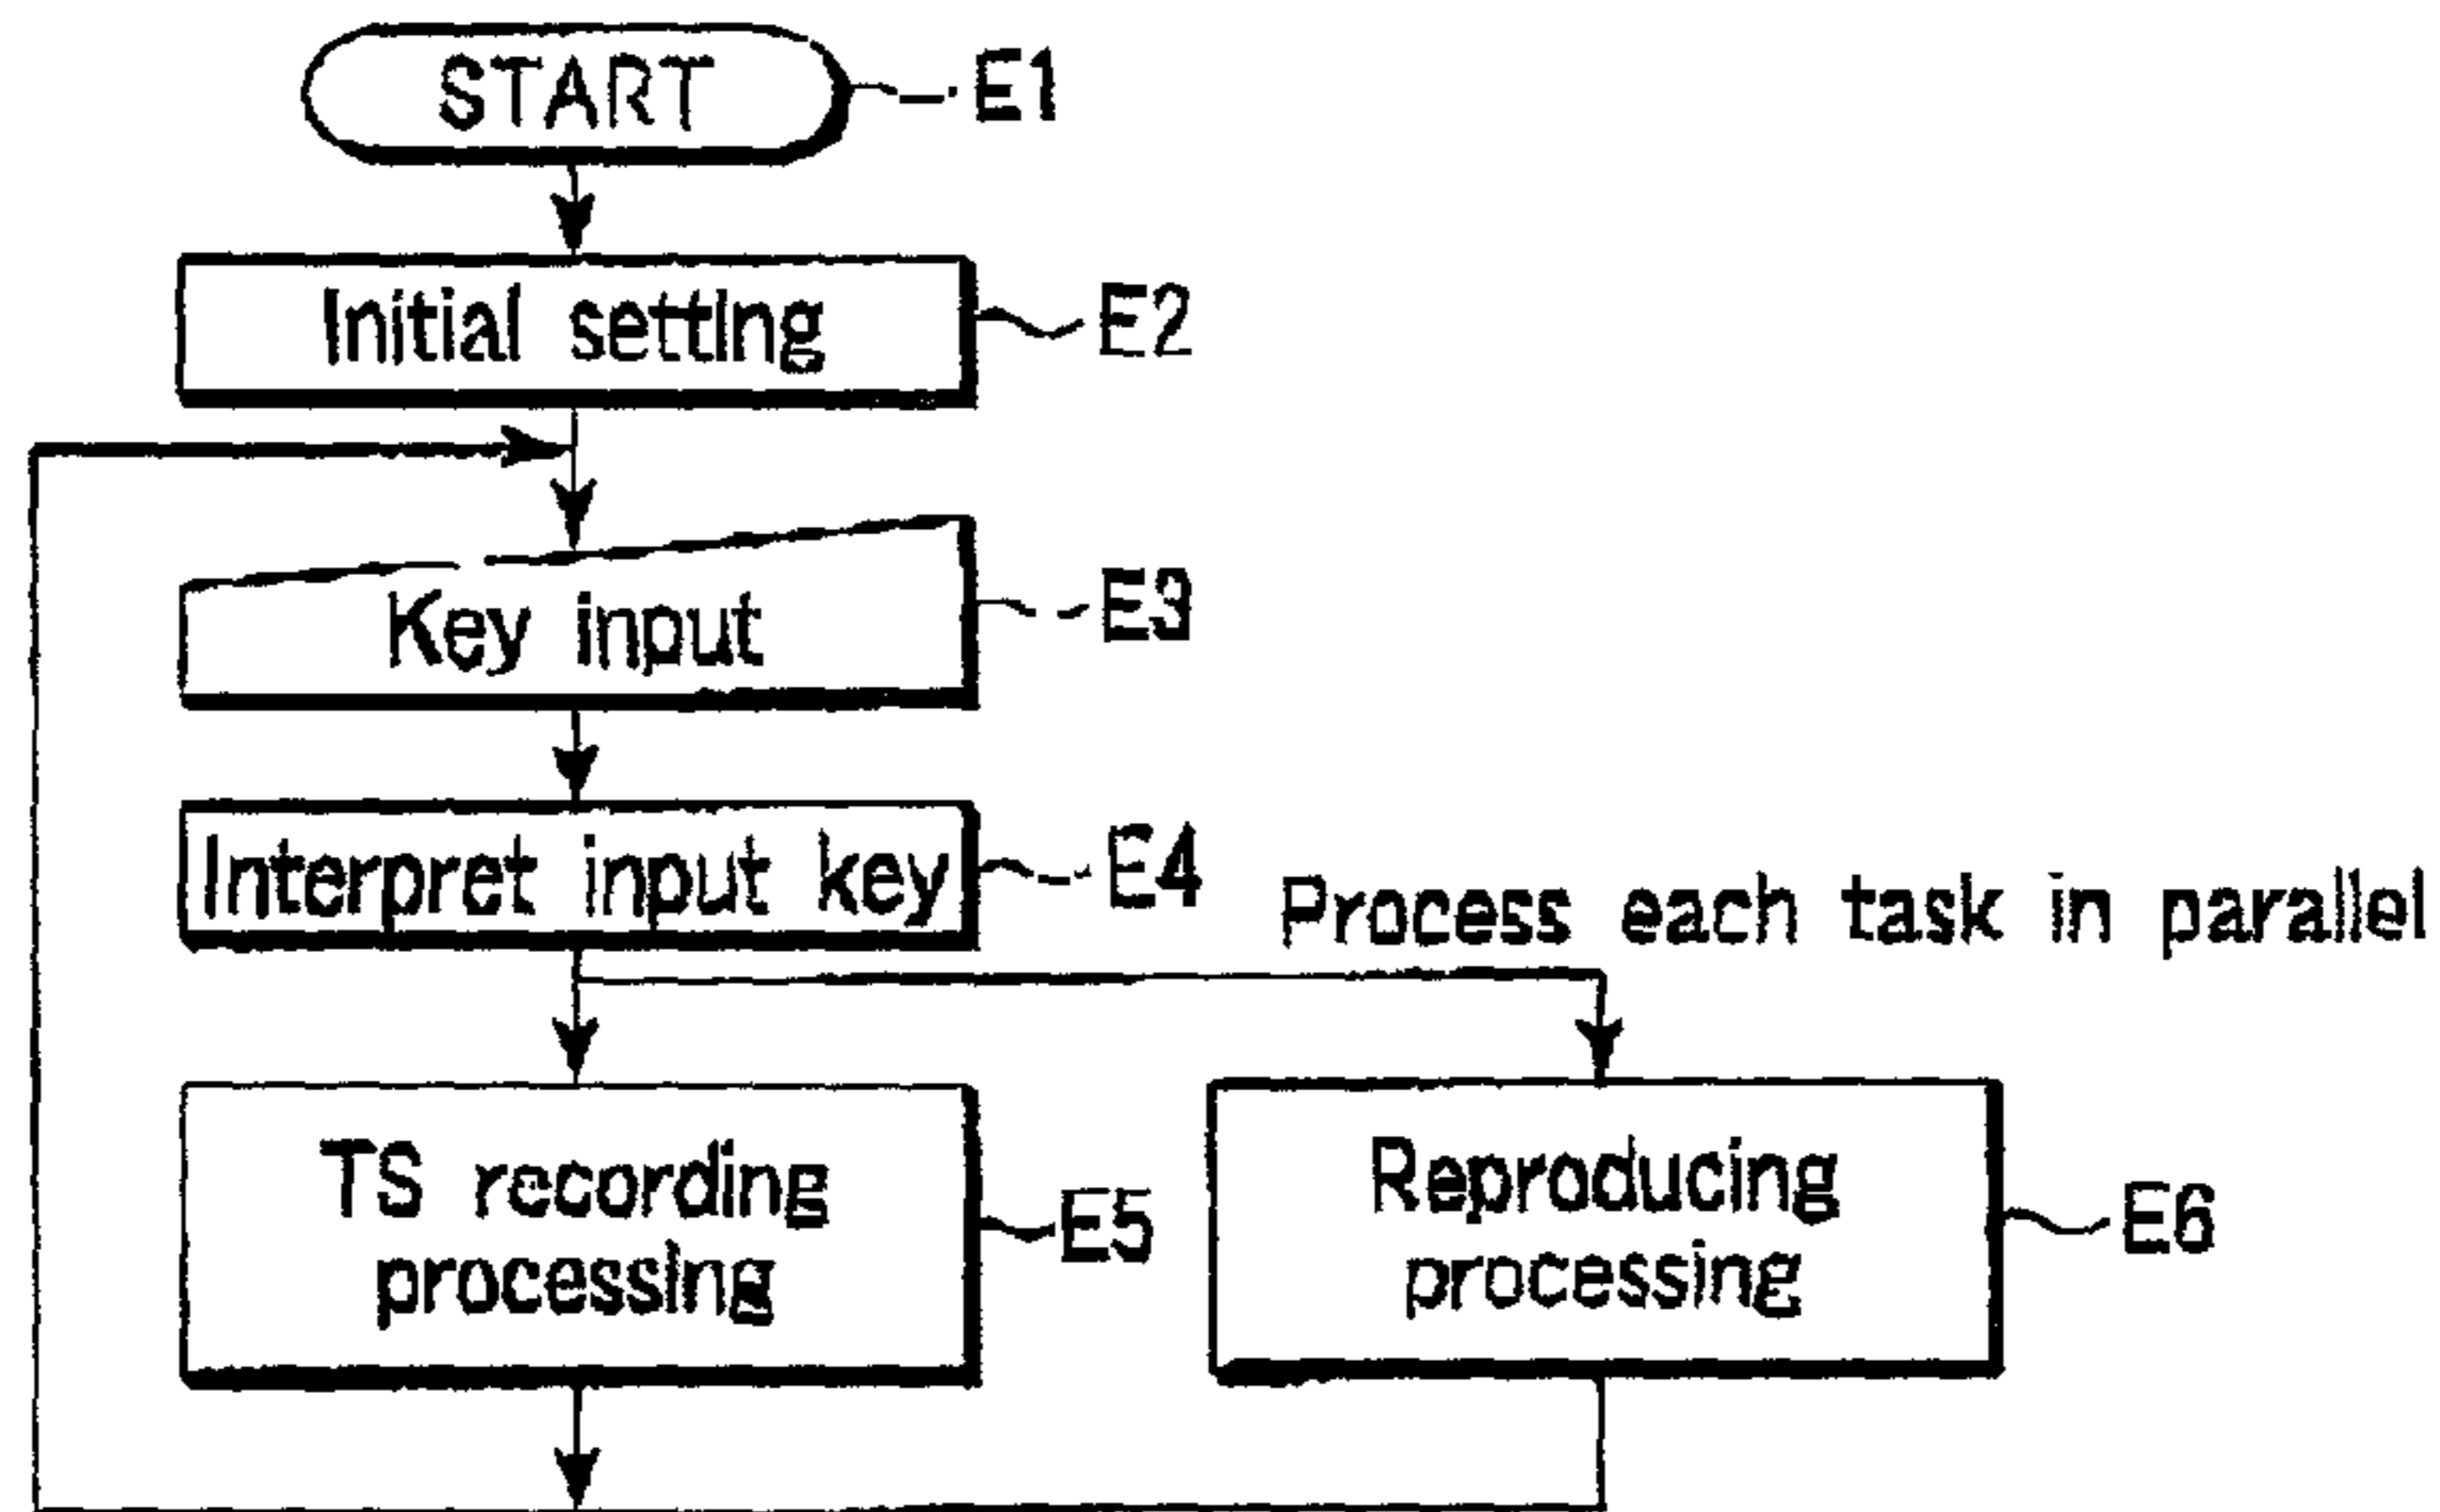 START
E1
Initial setting
E2
Key input
E3
Interpret input key
E4
Process each task in parallel
TS recording
processing
E5
Reproducing
processing
E6